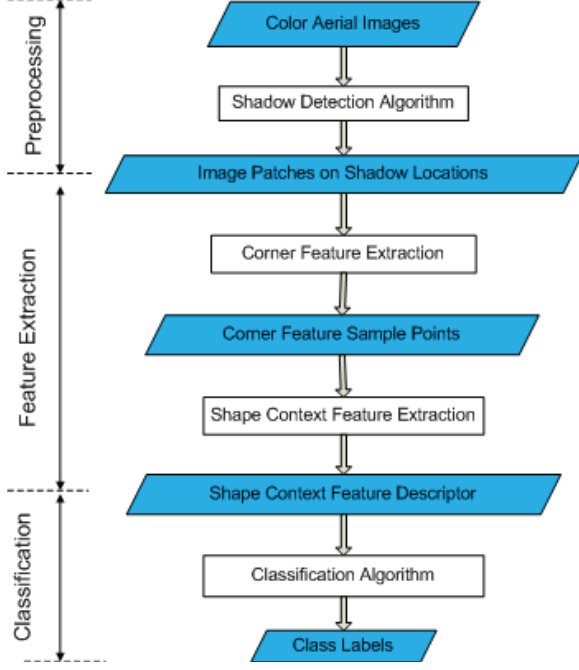 Preprocessing
Color Aerial Images
Shadow Detection Algorithm
Image Patches on Shadow Locations
Feature Extraction
Corner Feature Extraction
Corner Feature Sample Points
Shape Context Feature Extraction
Shape Context Feature Descriptor
Classification
Classification Algorithm
Class Labels